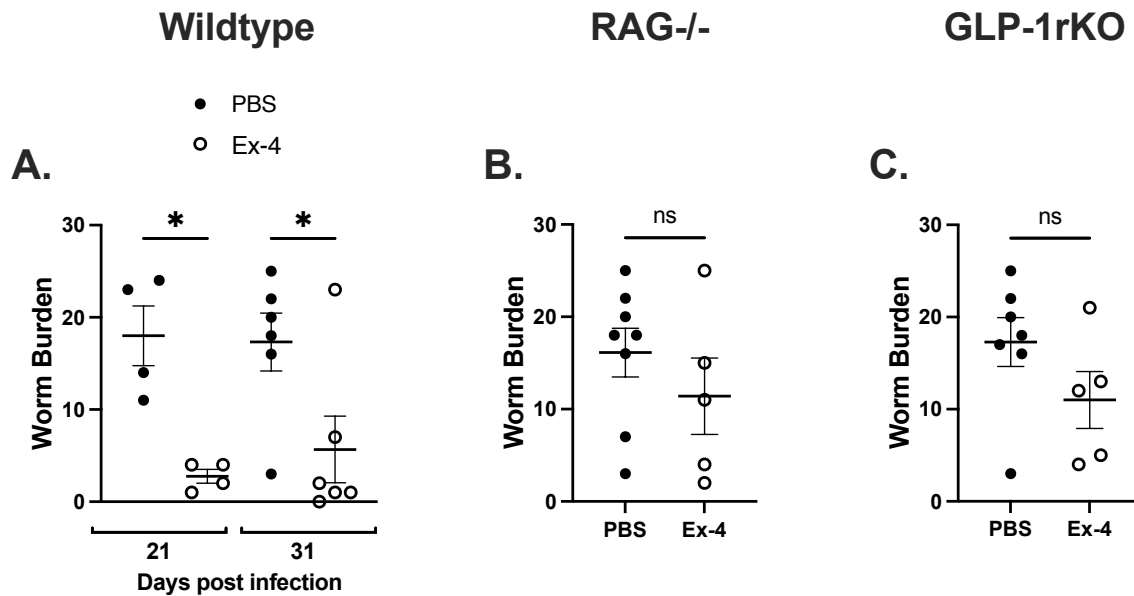 Wildtype
RAG-/-
GLP-1rKO
PBS
Ex-4
A.
B.
C.
Worm Burden
30
20
10
0
*
*
21
31
Days post infection
Worm Burden
30
20
10
0
ns
PBS
Ex-4
Worm Burden
30
20
10
0
ns
PBS
Ex-4